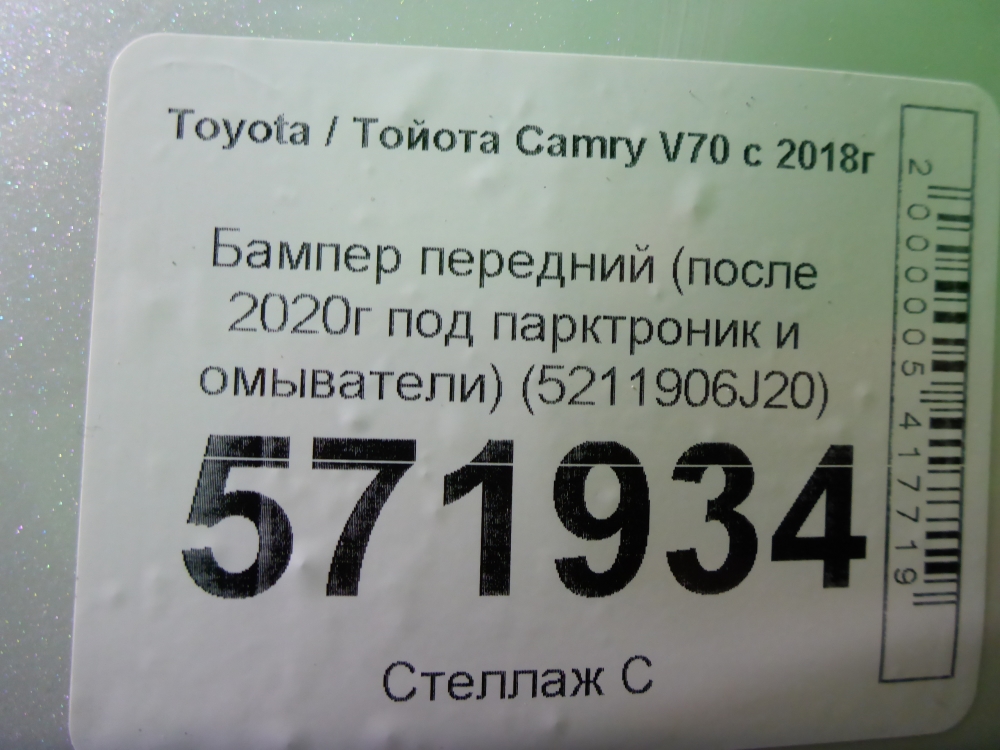 Toyota / Тойота Camry V70 с 2018г
Бампер передний (после
2020г под парктроник и
омыватели) (5211906J20)
571934
Стеллаж С
2000005417719